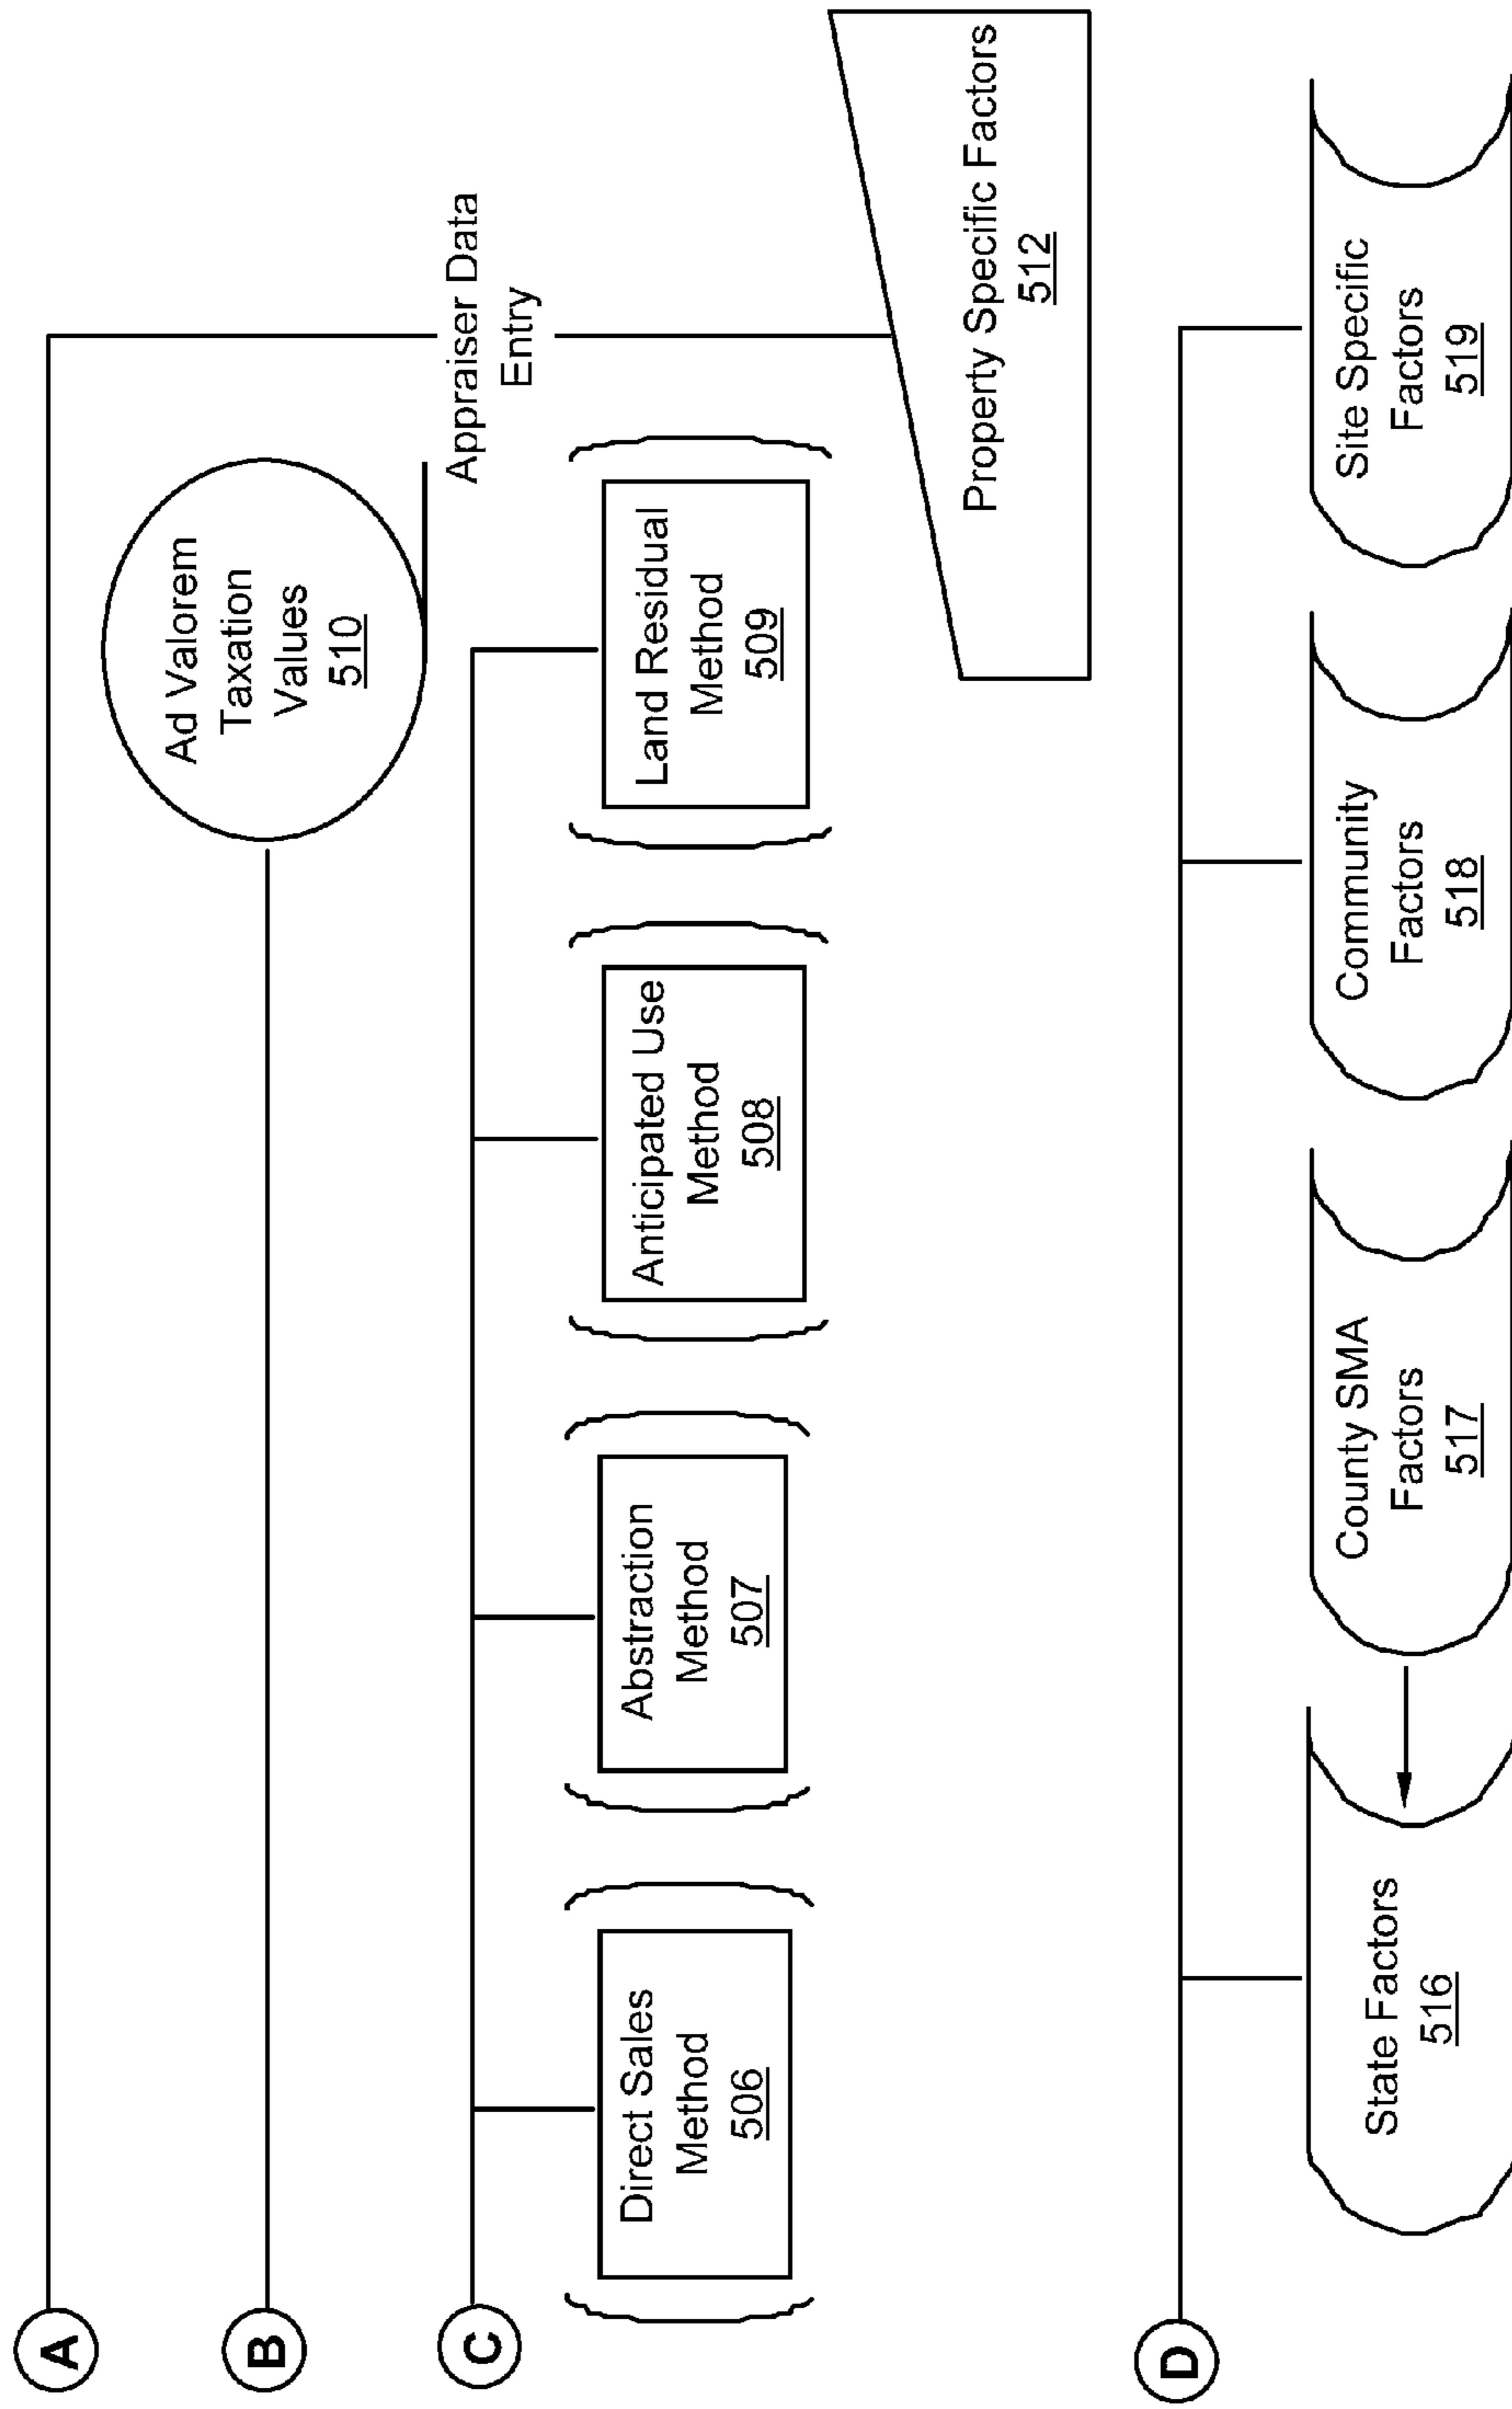 A
B
Ad Valorem
Taxation
Values
510
Appraiser Data
Entry
C
Direct Sales
Method
506
Abstraction
Method
507
Anticipated Use
Method
508
Land Residual
Method
509
Property Specific Factors
512
D
State Factors
516
County SMA
Factors
517
Community
Factors
518
Site Specific
Factors
519